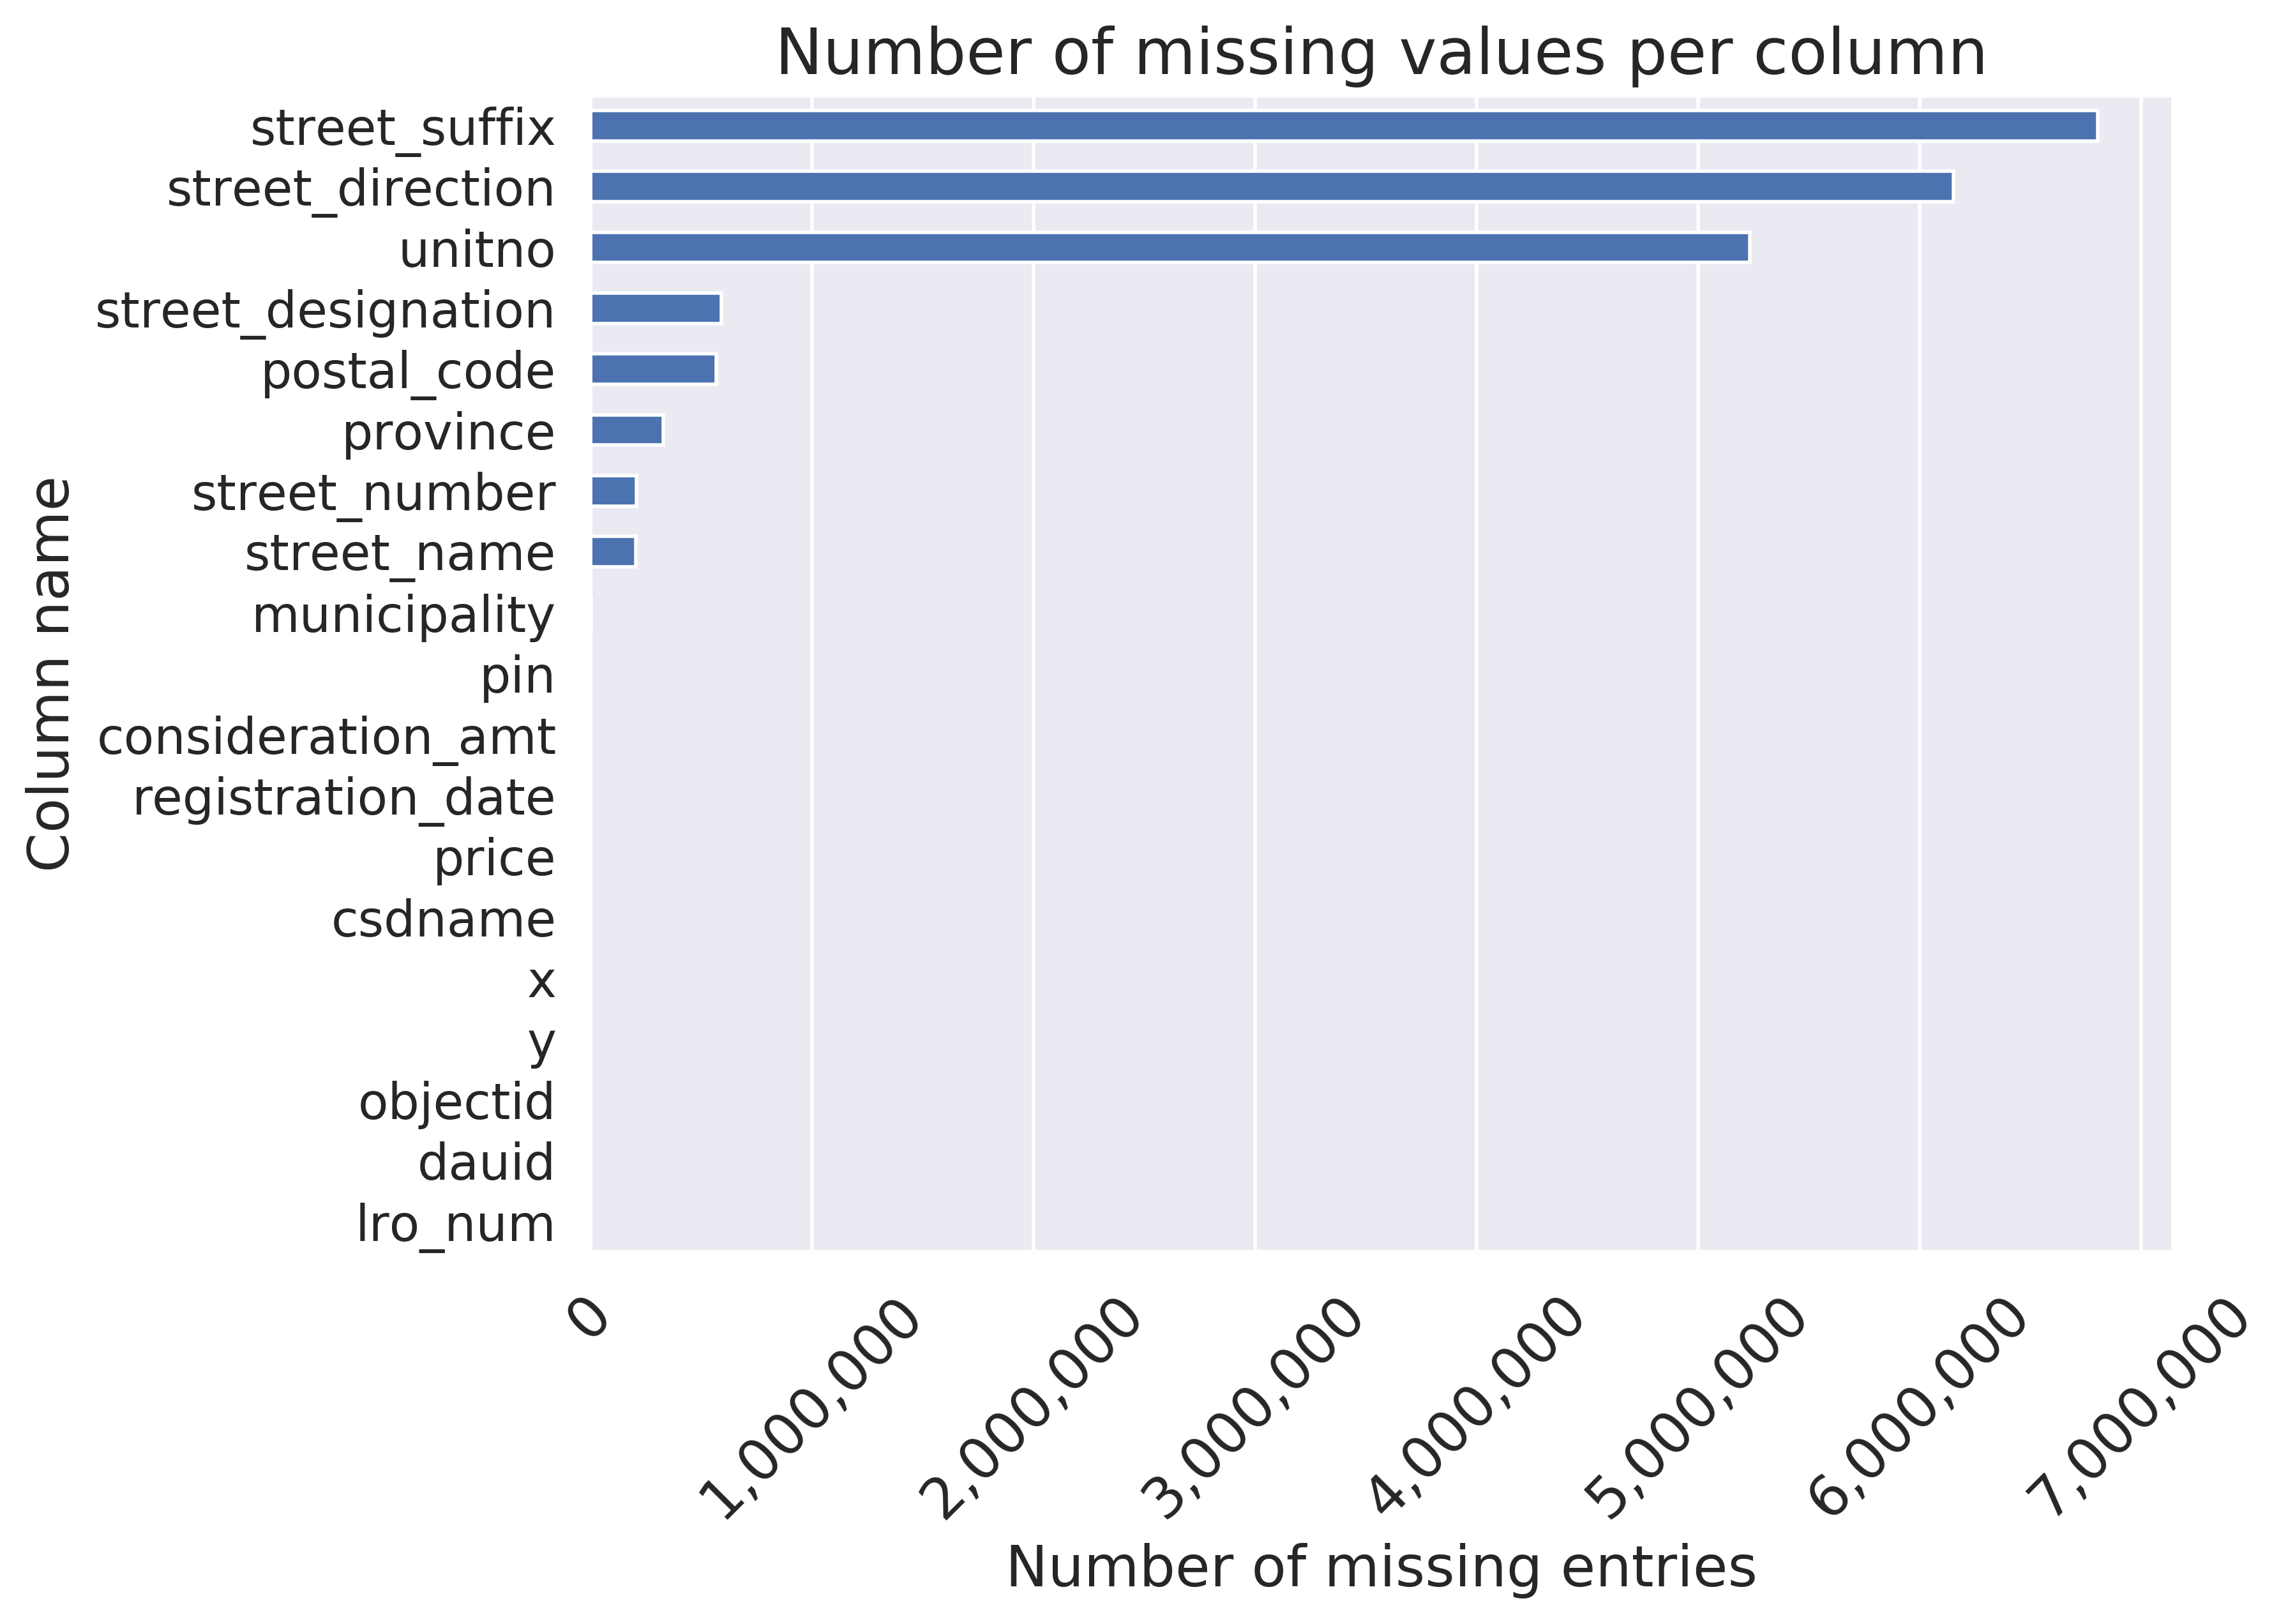 Number of missing values per column
street_suffix
street_direction
unitno
street_designation
postal_code
province
street_number
street_name
municipality
pin
consideration_amt
registration_date
price
csdname
x
y
objectid
dauid
lro_num
Column name
0
1,000,000
2,000,000
3,000,000
4,000,000
5,000,000
6,000,000
7,000,000
Number of missing entries